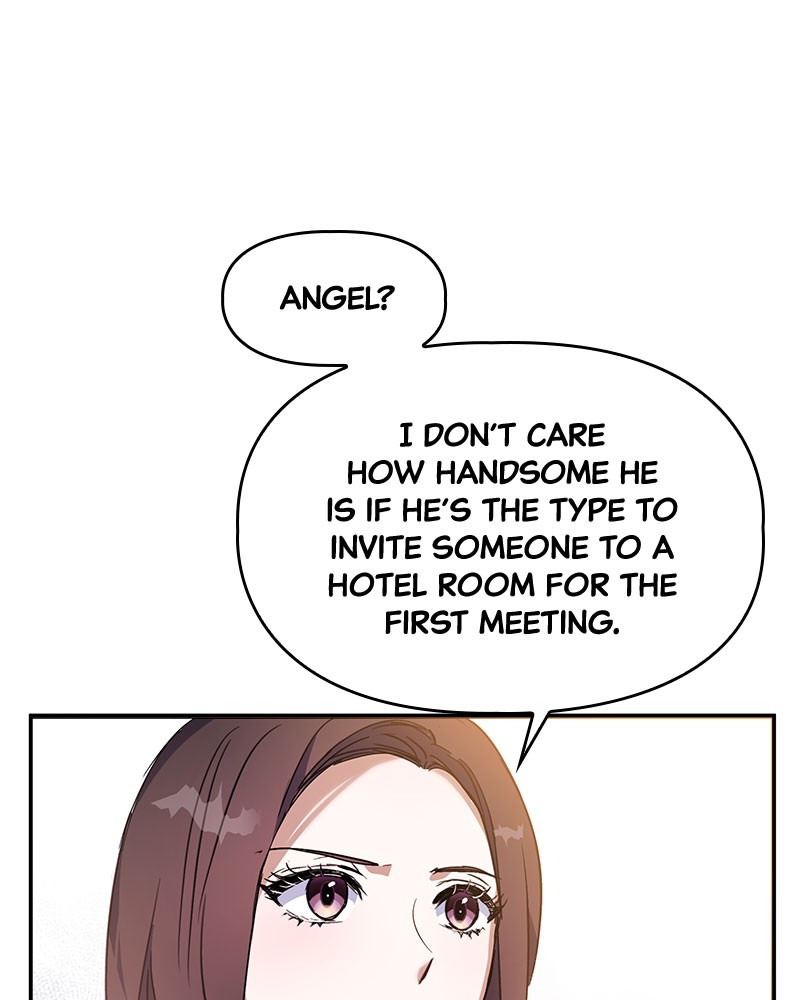 ANGEL?
I DON'T CARE
HOW HANDSOME HE
IS IF HE'S THE TYPE TO
INVITE SOMEONE TO A
HOTEL ROOM FOR THE
FIRST MEETING.